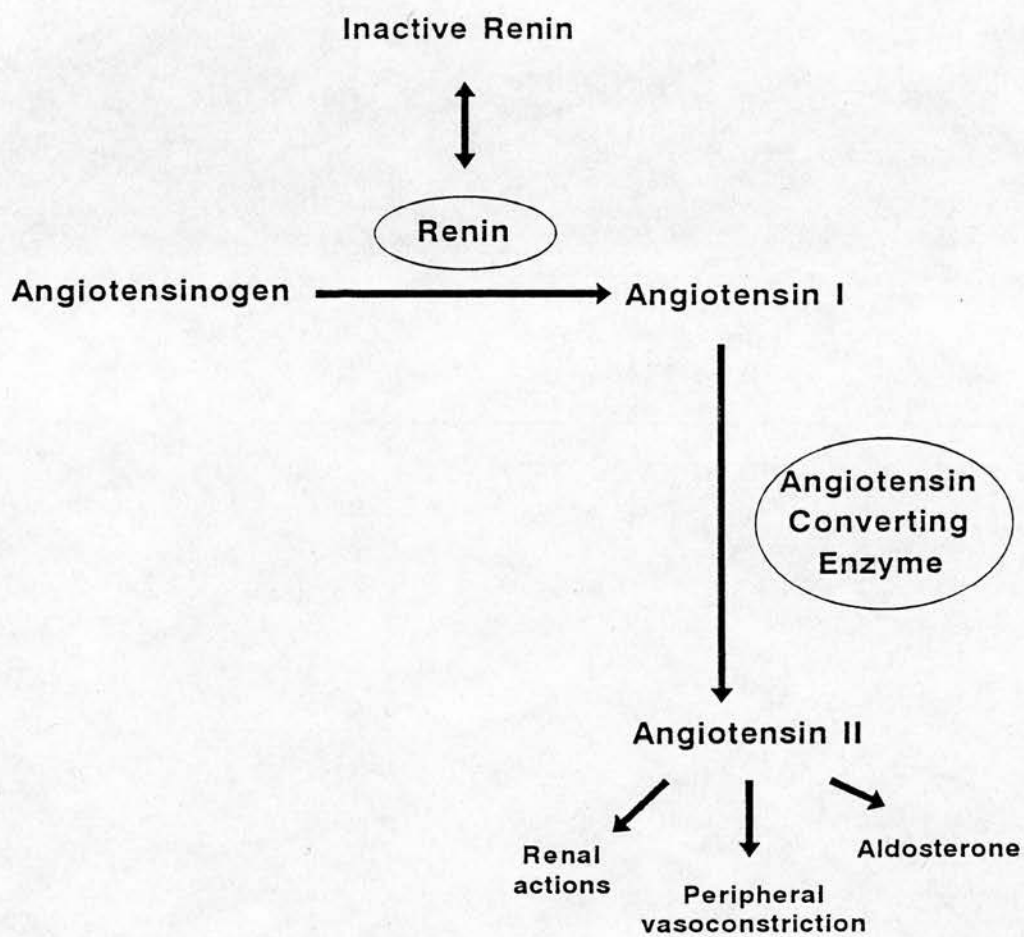 Inactive Renin
Renin
Angiotensinogen
Angiotensin I
Angiotensin
Converting
Enzyme
Angiotensin II
Renal
actions
Peripheral
vasoconstriction
Aldosterone